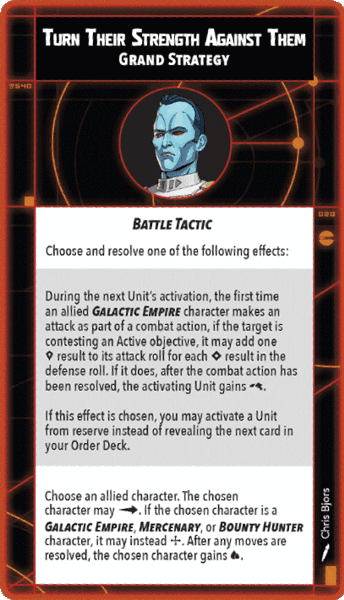 Turn Their Strength Against Them
Grand Strategy
9540
020
Battle Tactic
Choose and resolve one of the following effects:
During the next Unit's activation, the first time
an allied Galactic Empire character makes an
attack as part of a combat action, if the target is
contesting an Active objective, it may add one
result to its attack roll for each result in the
defense roll. If it does, after the combat action has
been resolved, the activating Unit gains .
If this effect is chosen, you may activate a Unit
from reserve instead of revealing the next card in
your Order Deck.
Choose an allied character. The chosen
character may . If the chosen character is a
Galactic Empire, Mercenary, or Bounty Hunter
character, it may instead . After any moves are
resolved, the chosen character gains .
Chris Bjors